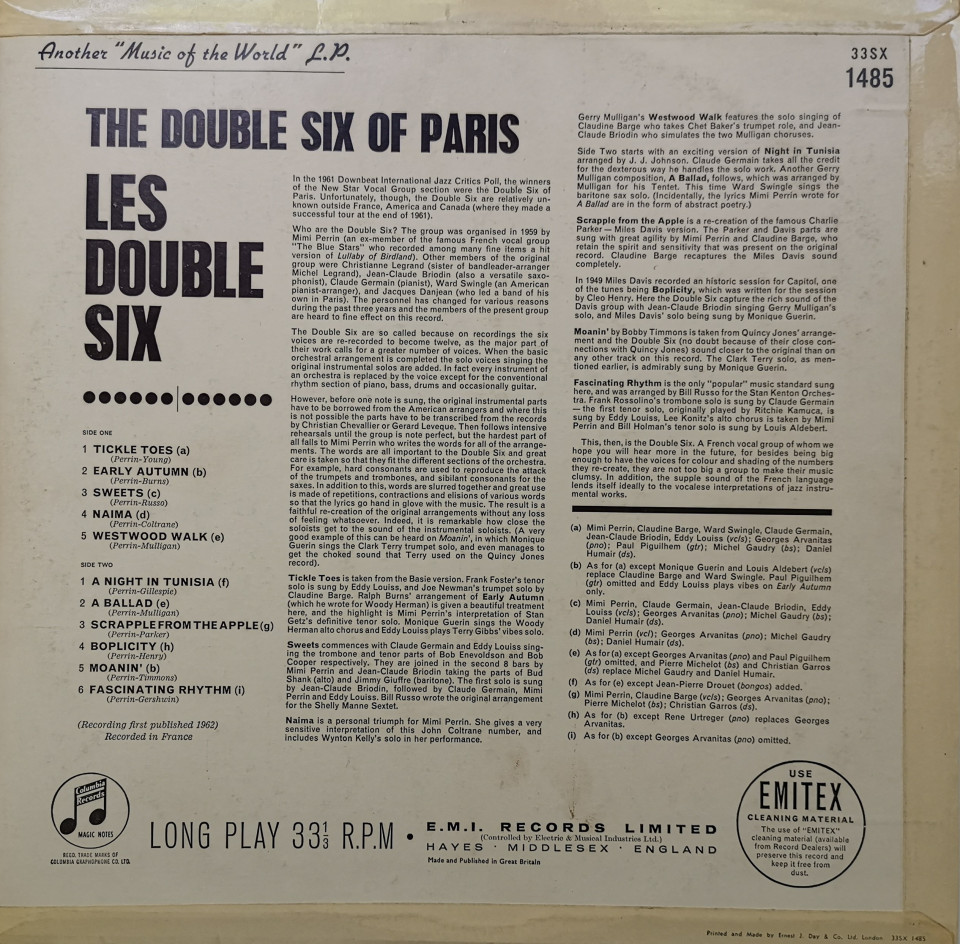 Another "Music of the World" L.P.
33SX
1485
THE DOUBLE SIX OF PARIS
LES
DOUBLE
SIX
SIDE ONE
1 TICKLE TOES (a)
(Perrin-Young)
2 EARLY AUTUMN (b)
(Perrin-Burns)
3 SWEETS (c)
(Perrin-Russo)
4 NAIMA (d)
(Perrin-Coltrane)
5 WESTWOOD WALK (e)
(Perrin-Mulligan)
SIDE TWO
1 A NIGHT IN TUNISIA (f)
(Perrin-Gillespie)
2 A BALLAD (e)
(Perrin-Mulligan)
3 SCRAPPLE FROM THE APPLE (g)
(Perrin-Parker)
4 BOPLICITY (h)
(Perrin-Henry)
5 MOANIN' (b)
(Perrin-Timmons)
6 FASCINATING RHYTHM (i)
(Perrin-Gershwin)
(Recording first published 1962)
Recorded in France
In the 1961 Downbeat International Jazz Critics Poll, the winners
of the New Star Vocal Group section were the Double Six of
Paris. Unfortunately, though, the Double Six are relatively un-
known outside France, America and Canada (where they made a
successful tour at the end of 1961).
Who are the Double Six? The group was organised in 1959 by
Mimi Perrin (an ex-member of the famous French vocal group
"The Blue Stars" who recorded among many fine items a hit
version of Lullaby of Birdland). Other members of the original
group were Christianne Legrand (sister of bandleader-arranger
Michel Legrand), Jean-Claude Briodin (also a versatile saxo-
phonist), Claude Germain (pianist), Ward Swingle (an American
pianist-arranger), and Jacques Danjean (who led a band of his
own in Paris). The personnel has changed for various reasons
during the past three years and the members of the present group
are heard to fine effect on this record.
The Double Six are so called because on recordings the six
voices are re-recorded to become twelve, as the major part of
their work calls for a greater number of voices. When the basic
orchestral arrangement is completed the solo voices singing the
original instrumental solos are added. In fact every instrument of
an orchestra is replaced by the voice except for the conventional
rhythm section of piano, bass, drums and occasionally guitar.
However, before one note is sung, the original instrumental parts
have to be borrowed from the American arrangers and where this
is not possible the parts have to be transcribed from the records
by Christian Chevallier or Gerard Leveque. Then follows intensive
rehearsals until the group is note perfect, but the hardest part of
all falls to Mimi Perrin who writes the words for all of the arrange-
ments. The words are all important to the Double Six and great
care is taken so that they fit the different sections of the orchestra.
For example, hard consonants are used to reproduce the attack
of the trumpets and trombones, and sibilant consonants for the
saxes. In addition to this, words are slurred together and great use
is made of repetitions, contractions and elisions of various words
so that the lyrics go hand in glove with the music. The result is a
faithful re-creation of the original arrangements without any loss
of feeling whatsoever. Indeed, it is remarkable how close the
soloists get to the sound of the instrumental soloists. (A very
good example of this can be heard on Moanin', in which Monique
Guerin sings the Clark Terry trumpet solo, and even manages to
get the choked sound that Terry used on the Quincy Jones
record).
Tickle Toes is taken from the Basie version. Frank Foster's tenor
solo is sung by Eddy Louiss, and Joe Newman's trumpet solo by
Claudine Barge. Ralph Burns' arrangement of Early Autumn
(which he wrote for Woody Herman) is given a beautiful treatment
here, and the highlight is Mimi Perrin's interpretation of Stan
Getz's definitive tenor solo. Monique Guerin sings the Woody
Herman alto chorus and Eddy Louiss plays Terry Gibbs' vibes solo.
Sweets commences with Claude Germain and Eddy Louiss sing-
ing the trombone and tenor parts of Bob Enevoldson and Bob
Cooper respectively. They are joined in the second 8 bars by
Mimi Perrin and Jean-Claude Briodin taking the parts of Bud
Shank (alto) and Jimmy Giuffre (baritone). The first solo is sung
by Jean-Claude Briodin, followed by Claude Germain, Mimi
Perrin and Eddy Louiss. Bill Russo wrote the original arrangement
for the Shelly Manne Sextet.
Naima is a personal triumph for Mimi Perrin. She gives a very
sensitive interpretation of this John Coltrane number, and
includes Wynton Kelly's solo in her performance.
Gerry Mulligan's Westwood Walk features the solo singing of
Claudine Barge who takes Chet Baker's trumpet role, and Jean-
Claude Briodin who simulates the two Mulligan choruses.
Side Two starts with an exciting version of Night in Tunisia
arranged by J. J. Johnson. Claude Germain takes all the credit
for the dexterous way he handles the solo work. Another Gerry
Mulligan composition, A Ballad, follows, which was arranged by
Mulligan for his Tentet. This time Ward Swingle sings the
baritone sax solo. (Incidentally, the lyrics Mimi Perrin wrote for
A Ballad are in the form of abstract poetry.)
Scrapple from the Apple is a re-creation of the famous Charlie
Parker — Miles Davis version. The Parker and Davis parts are
sung with great agility by Mimi Perrin and Claudine Barge, who
retain the spirit and sensitivity that was present on the original
record. Claudine Barge recaptures the Miles Davis sound
completely.
In 1949 Miles Davis recorded an historic session for Capitol, one
of the tunes being Boplicity, which was written for the session
by Cleo Henry. Here the Double Six capture the rich sound of the
Davis group with Jean-Claude Briodin singing Gerry Mulligan's
solo, and Miles Davis' solo being sung by Monique Guerin.
Moanin' by Bobby Timmons is taken from Quincy Jones' arrange-
ment and the Double Six (no doubt because of their close con-
nections with Quincy Jones) sound closer to the original than on
any other track on this record. The Clark Terry solo, as men-
tioned earlier, is admirably sung by Monique Guerin.
Fascinating Rhythm is the only "popular" music standard sung
here, and was arranged by Bill Russo for the Stan Kenton Orches-
tra. Frank Rossolino's trombone solo is sung by Claude Germain
— the first tenor solo, originally played by Ritchie Kamuca, is
sung by Eddy Louiss, Lee Konitz's alto chorus is taken by Mimi
Perrin and Bill Holman's tenor solo is sung by Louis Aldebert.
This, then, is the Double Six. A French vocal group of whom we
hope you will hear more in the future, for besides being big
enough to have the voices for colour and shading of the numbers
they re-create, they are not too big a group to make their music
clumsy. In addition, the supple sound of the French language
lends itself ideally to the vocalese interpretations of jazz instru-
mental works.
(a) Mimi Perrin, Claudine Barge, Ward Swingle, Claude Germain,
Jean-Claude Briodin, Eddy Louiss (vcls); Georges Arvanitas
(pno); Paul Piguilhem (gtr); Michel Gaudry (bs); Daniel
Humair (ds).
(b) As for (a) except Monique Guerin and Louis Aldebert (vcls)
replace Claudine Barge and Ward Swingle. Paul Piguilhem
(gtr) omitted and Eddy Louiss plays vibes on Early Autumn
only.
(c) Mimi Perrin, Claude Germain, Jean-Claude Briodin, Eddy
Louiss (vcls); Georges Arvanitas (pno); Michel Gaudry (bs);
Daniel Humair (ds).
(d) Mimi Perrin (vcl); Georges Arvanitas (pno); Michel Gaudry
(bs); Daniel Humair (ds).
(e) As for (a) except Georges Arvanitas (pno) and Paul Piguilhem
(gtr) omitted, and Pierre Michelot (bs) and Christian Garros
(ds) replace Michel Gaudry and Daniel Humair.
(f) As for (e) except Jean-Pierre Drouet (bongos) added.
(g) Mimi Perrin, Claudine Barge (vcls); Georges Arvanitas (pno);
Pierre Michelot (bs); Christian Garros (ds).
(h) As for (b) except Rene Urtreger (pno) replaces Georges
Arvanitas.
(i) As for (b) except Georges Arvanitas (pno) omitted.
Columbia
Records
MAGIC NOTES
REGD. TRADE MARKS OF
COLUMBIA GRAPHOPHONE CO. LTD.
LONG PLAY 33⅓ R.P.M •
E.M.I. RECORDS LIMITED
(Controlled by Electric & Musical Industries Ltd.)
HAYES · MIDDLESEX · ENGLAND
Made and Published in Great Britain
USE
EMITEX
CLEANING MATERIAL
The use of "EMITEX"
cleaning material (available
from Record Dealers) will
preserve this record and
keep it free from
dust.
Printed and Made by Ernest J. Day & Co. Ltd. London 33SX 1485